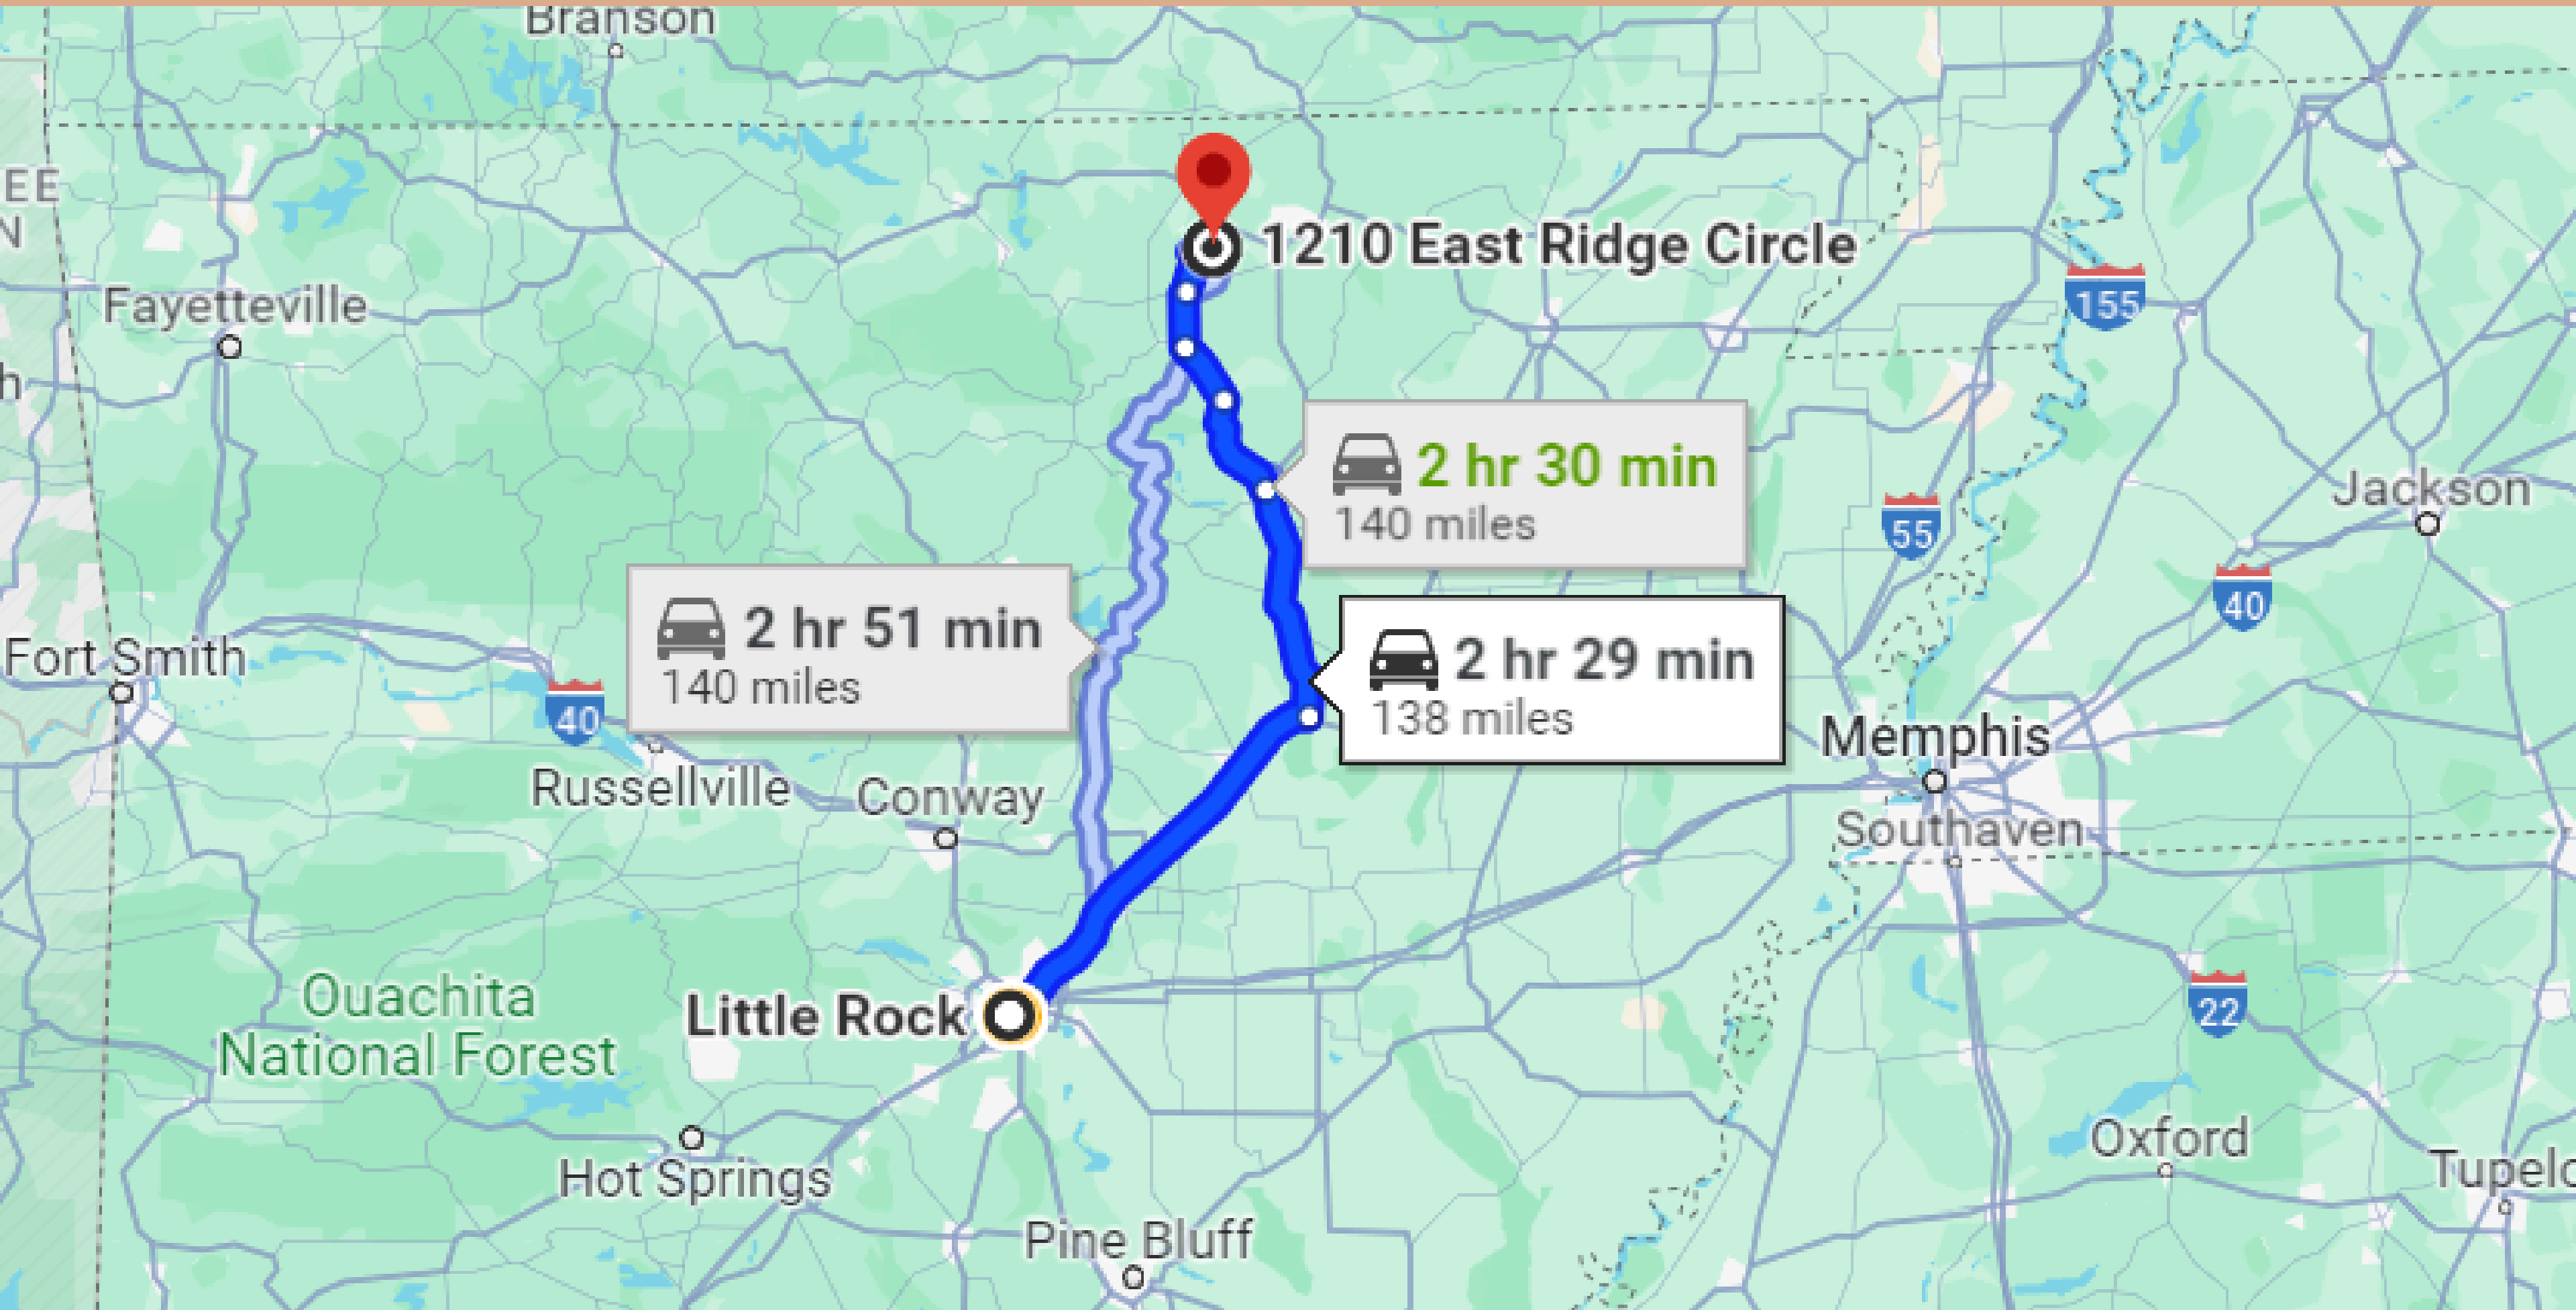 Branson
EE
N
1210 East Ridge Circle
155
Fayetteville
h
2 hr 30 min
140 miles
Jackson
55
40
2 hr 51 min
140 miles
2 hr 29 min
138 miles
Fort Smith
40
Memphis
Russellville
Conway
Southaven
Ouachita
National Forest
Little Rock
22
Oxford
Hot Springs
Tupelo
Pine Bluff